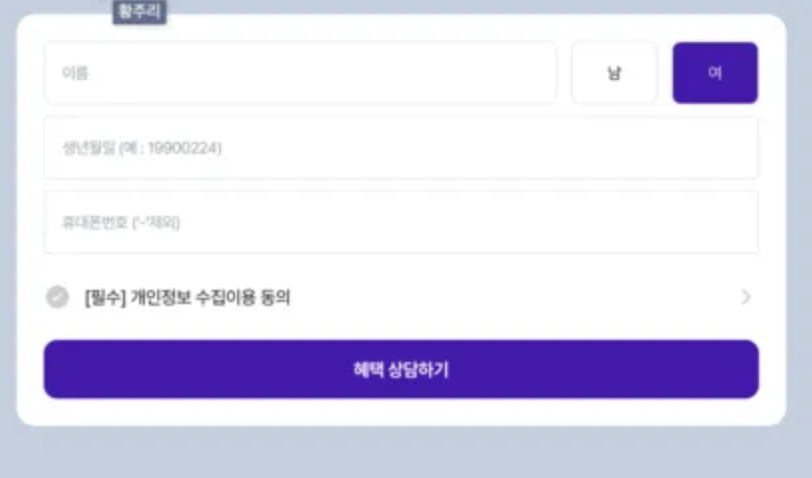 황주리
이름 남 여
생년월일 (예 : 19900224)
휴대폰번호 ('-'제외)
[필수] 개인정보 수집이용 동의
혜택 상담하기